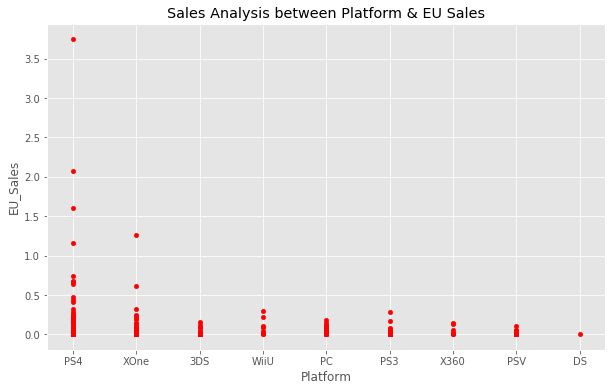 Sales Analysis between Platform & EU Sales
EU_Sales
3.5
3.0
2.5
2.0
1.5
1.0
0.5
0.0
PS4 XOne 3DS WiiU PC PS3 X360 PSV DS
Platform